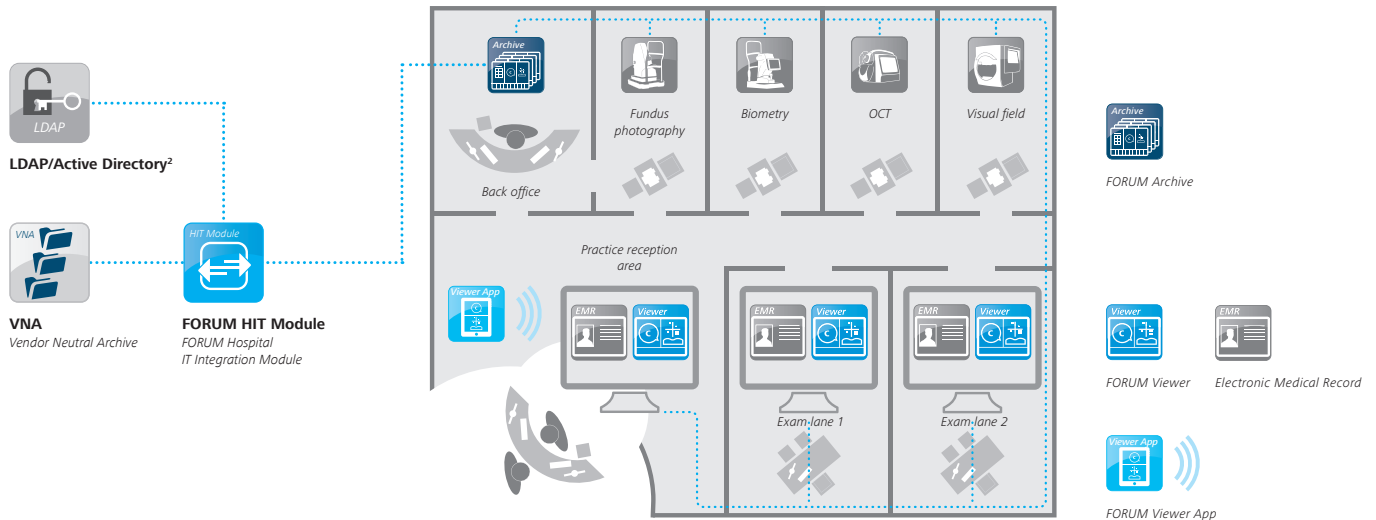 Archive
LDAP
LDAP/Active Directory²
Fundus
photography
Biometry
OCT
Visual field
Back office
Archive
FORUM Archive
VNA
VNA
Vendor Neutral Archive
HIT Module
FORUM HIT Module
FORUM Hospital
IT Integration Module
Practice reception
area
Viewer App
EMR
Viewer
EMR
Viewer
EMR
Viewer
Exam lane 1
Exam lane 2
Viewer
FORUM Viewer
EMR
Electronic Medical Record
Viewer App
FORUM Viewer App